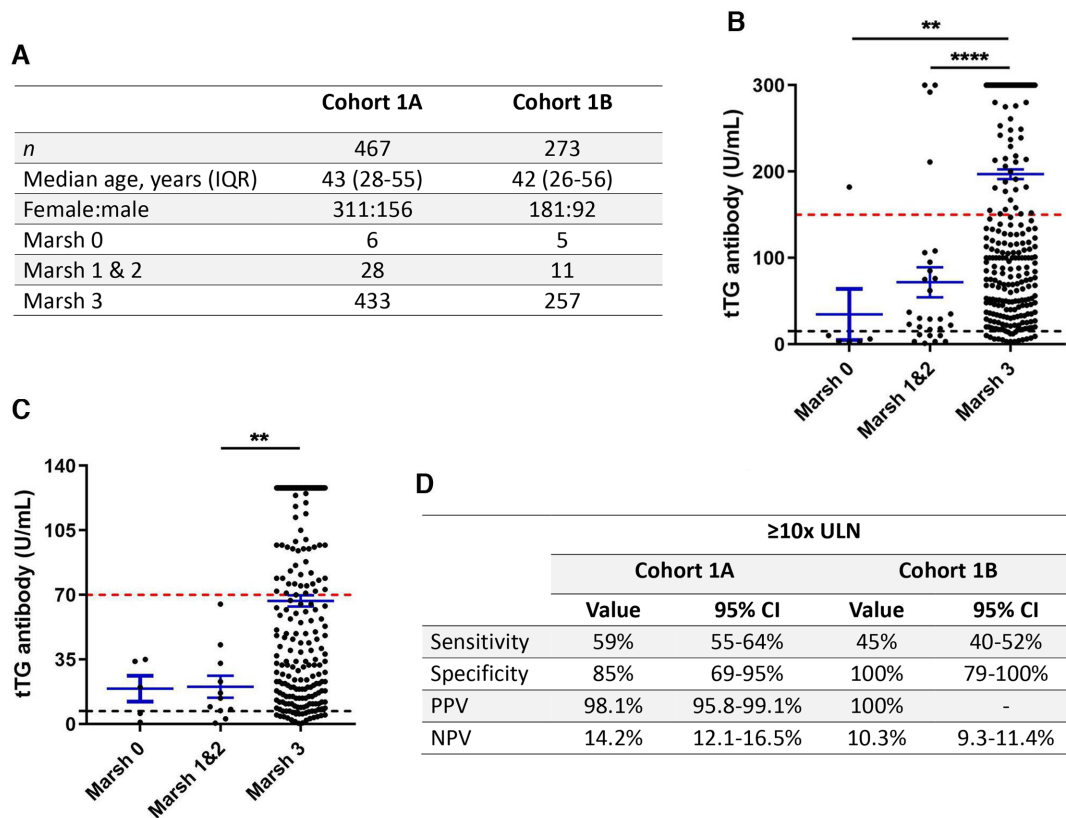 A
Cohort 1A Cohort 1B
n 467 273
Median age, years (IQR) 43 (28-55) 42 (26-56)
Female:male 311:156 181:92
Marsh 0 6 5
Marsh 1 & 2 28 11
Marsh 3 433 257
B
**
****
tTG antibody (U/mL)
300
200
100
0
Marsh 0
Marsh 1&2
Marsh 3
C
**
tTG antibody (U/mL)
140
105
70
35
0
Marsh 0
Marsh 1&2
Marsh 3
D
≥10x ULN
Cohort 1A Cohort 1B
Value 95% CI Value 95% CI
Sensitivity 59% 55-64% 45% 40-52%
Specificity 85% 69-95% 100% 79-100%
PPV 98.1% 95.8-99.1% 100% -
NPV 14.2% 12.1-16.5% 10.3% 9.3-11.4%